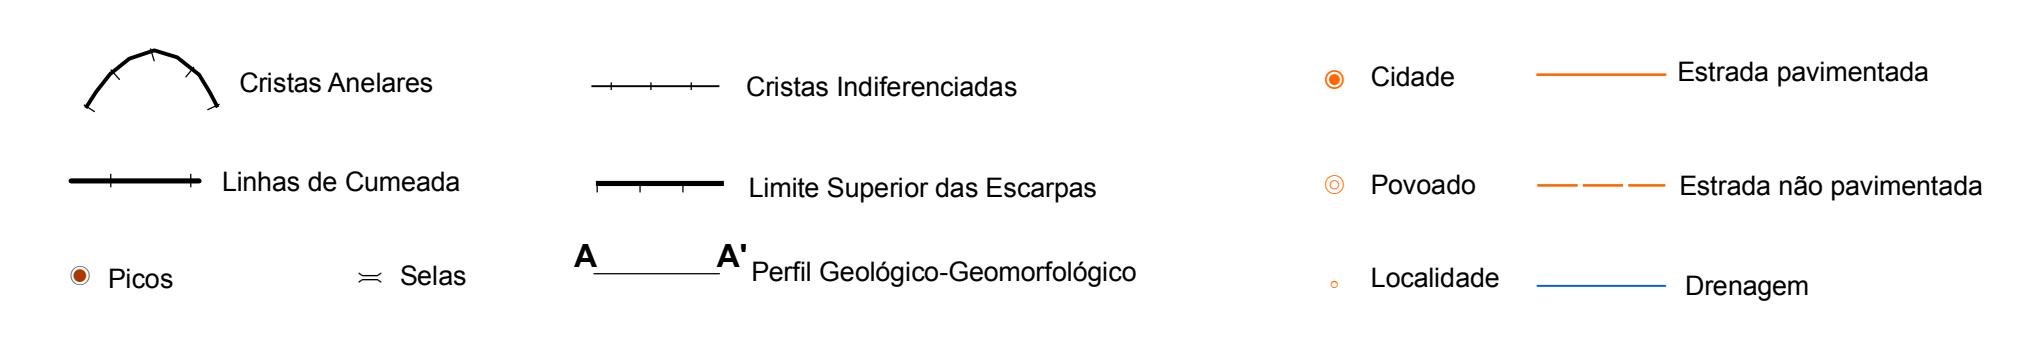 Cristas Anelares
Cristas Indiferenciadas
Cidade
Estrada pavimentada
Linhas de Cumeada
Limite Superior das Escarpas
Povoado
Estrada não pavimentada
Picos
Selas
A A'
Perfil Geológico-Geomorfológico
Localidade
Drenagem